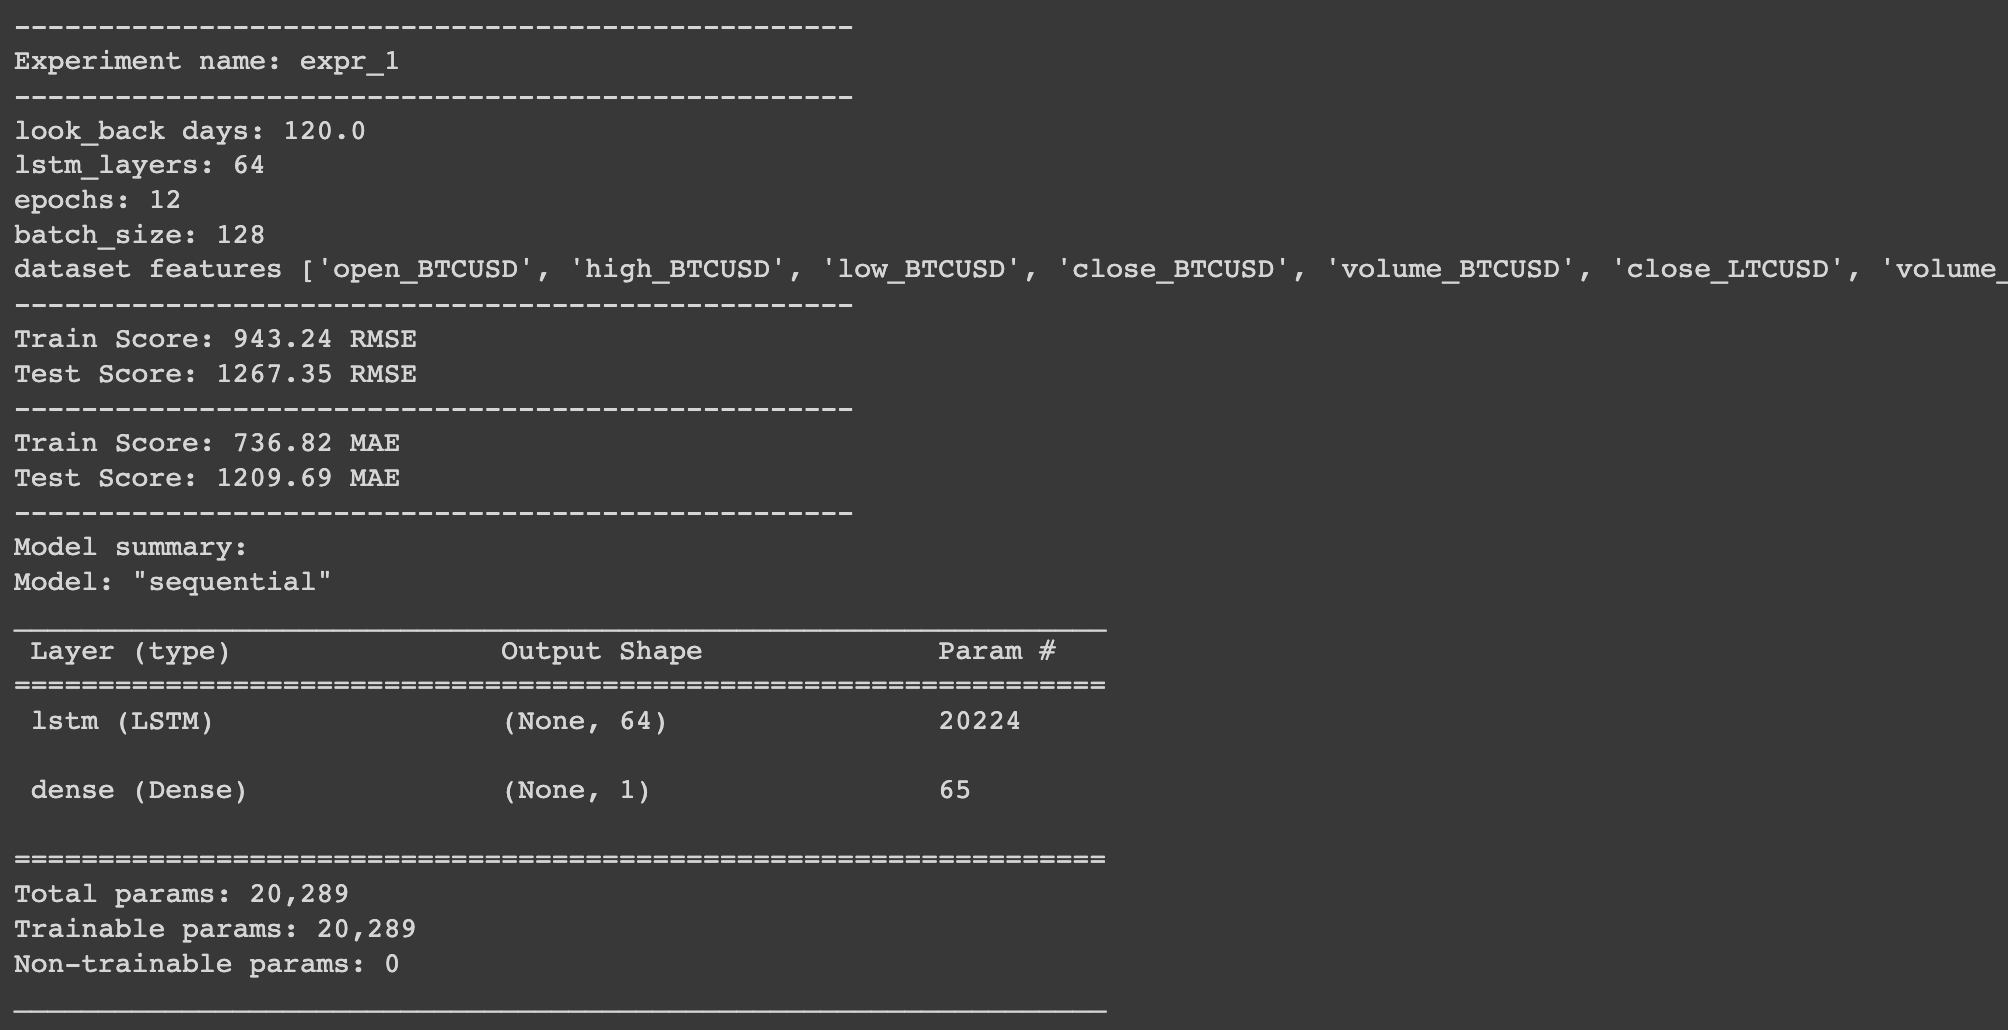 --------------------------------------------------
Experiment name: expr_1
--------------------------------------------------
look_back days: 120.0
lstm_layers: 64
epochs: 12
batch_size: 128
dataset features ['open_BTCUSD', 'high_BTCUSD', 'low_BTCUSD', 'close_BTCUSD', 'volume_BTCUSD', 'close_LTCUSD', 'volume_
--------------------------------------------------
Train Score: 943.24 RMSE
Test Score: 1267.35 RMSE
--------------------------------------------------
Train Score: 736.82 MAE
Test Score: 1209.69 MAE
--------------------------------------------------
Model summary:
Model: "sequential"
_________________________________________________________________
Layer (type) Output Shape Param #
=================================================================
lstm (LSTM) (None, 64) 20224
dense (Dense) (None, 1) 65
=================================================================
Total params: 20,289
Trainable params: 20,289
Non-trainable params: 0
_________________________________________________________________